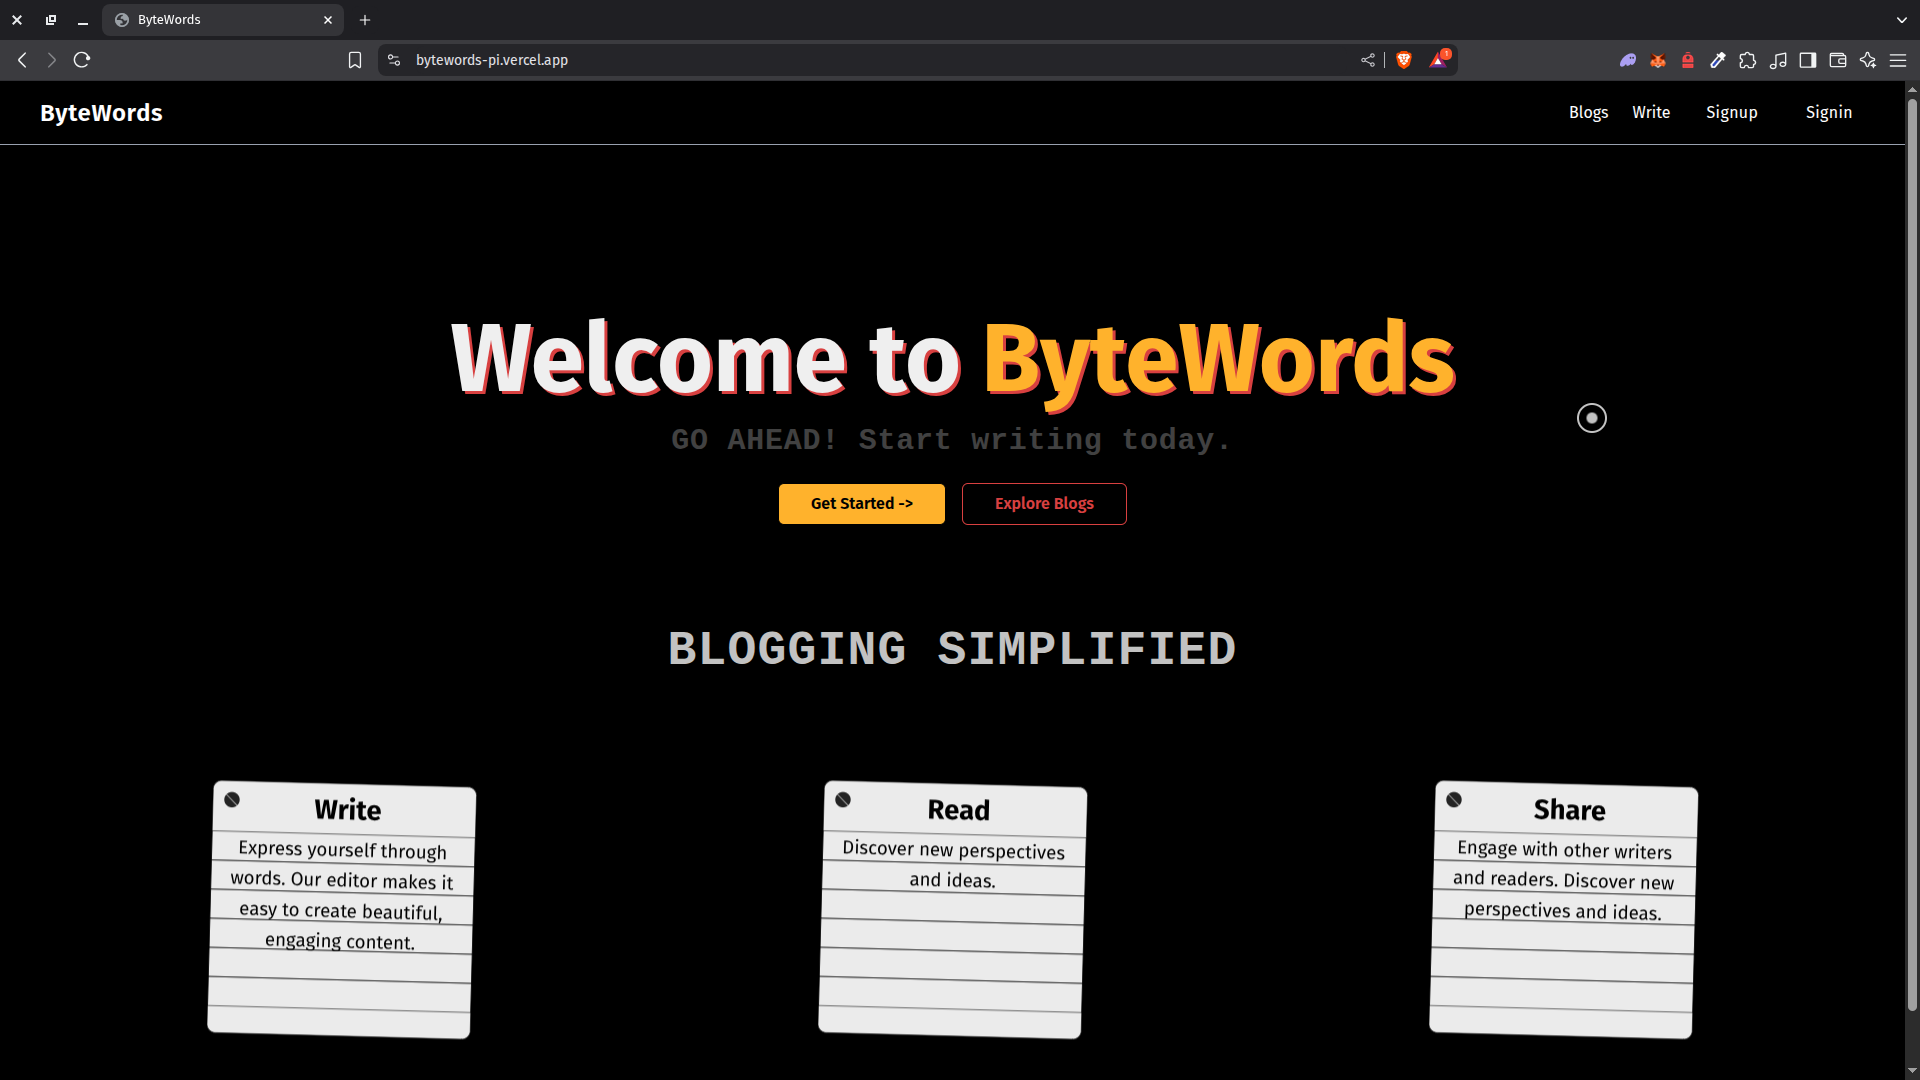 ByteWords
bytewords-pi.vercel.app
1
ByteWords
Blogs Write Signup Signin
Welcome to ByteWords
GO AHEAD! Start writing today.
Get Started -> Explore Blogs
BLOGGING SIMPLIFIED
Write
Express yourself through
words. Our editor makes it
easy to create beautiful,
engaging content.
Read
Discover new perspectives
and ideas.
Share
Engage with other writers
and readers. Discover new
perspectives and ideas.